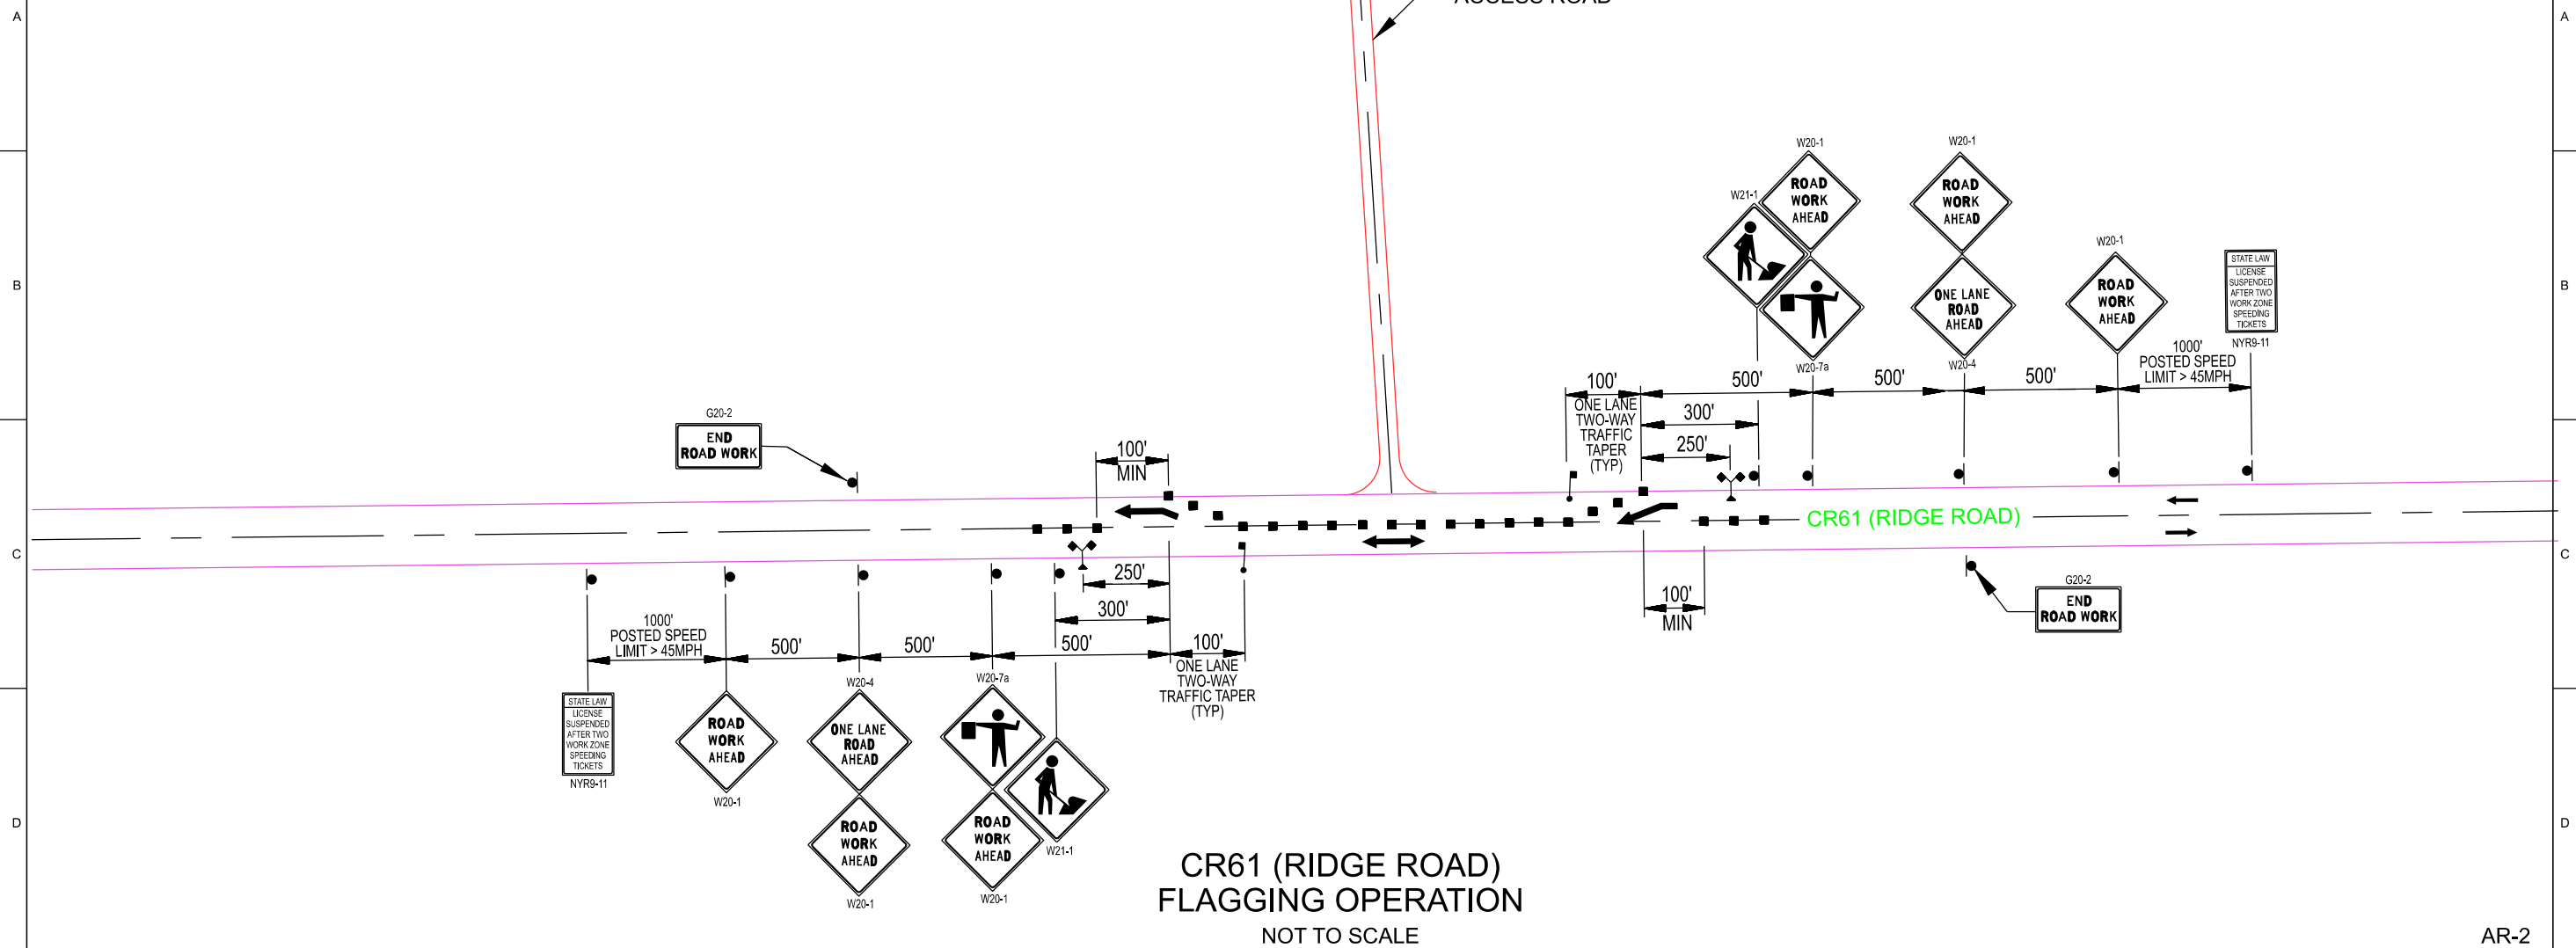 A
ACCESS ROAD
A
W20-1
W20-1
ROAD
WORK
AHEAD
ROAD
WORK
AHEAD
W21-1
W20-1
B
B
STATE LAW
LICENSE
SUSPENDED
AFTER TWO
WORK ZONE
SPEEDING
TICKETS
NYR9-11
ROAD
WORK
AHEAD
ONE LANE
ROAD
AHEAD
W20-7a
W20-4
1000'
POSTED SPEED
LIMIT > 45MPH
100'
500'
500'
500'
ONE LANE
TWO-WAY
TRAFFIC
TAPER
(TYP)
300'
250'
G20-2
END
ROAD WORK
100'
MIN
CR61 (RIDGE ROAD)
C
C
250'
300'
100'
MIN
G20-2
END
ROAD WORK
1000'
POSTED SPEED
LIMIT > 45MPH
500'
500'
500'
100'
ONE LANE
TWO-WAY
TRAFFIC TAPER
(TYP)
W20-4
W20-7a
STATE LAW
LICENSE
SUSPENDED
AFTER TWO
WORK ZONE
SPEEDING
TICKETS
NYR9-11
ROAD
WORK
AHEAD
W20-1
ONE LANE
ROAD
AHEAD
ROAD
WORK
AHEAD
W20-1
ROAD
WORK
AHEAD
W20-1
W21-1
D
D
CR61 (RIDGE ROAD)
FLAGGING OPERATION
NOT TO SCALE
AR-2